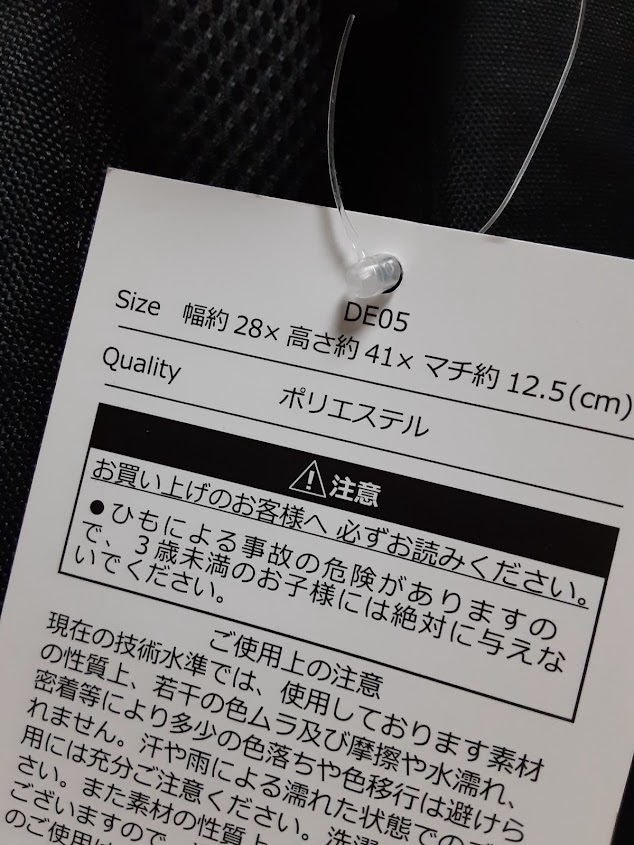 DE05
Size 幅約 28× 高さ約 41× マチ約 12.5(cm)
Quality ポリエステル
注意
お買い上げのお客様へ 必ずお読みください。
●ひもによる事故の危険がありますの
で、3歳未満のお子様には絶対に与えな
いでください。
ご使用上の注意
現在の技術水準では、使用しております素材
の性質上、若干の色ムラ及び摩擦や水濡れ、
密着等により多少の色落ちや色移行は避けら
れません。汗や雨による濡れた状態でのご
用には充分ご注意ください。洗濯
さい。また素材の性質上
ございますので、
のご使用は